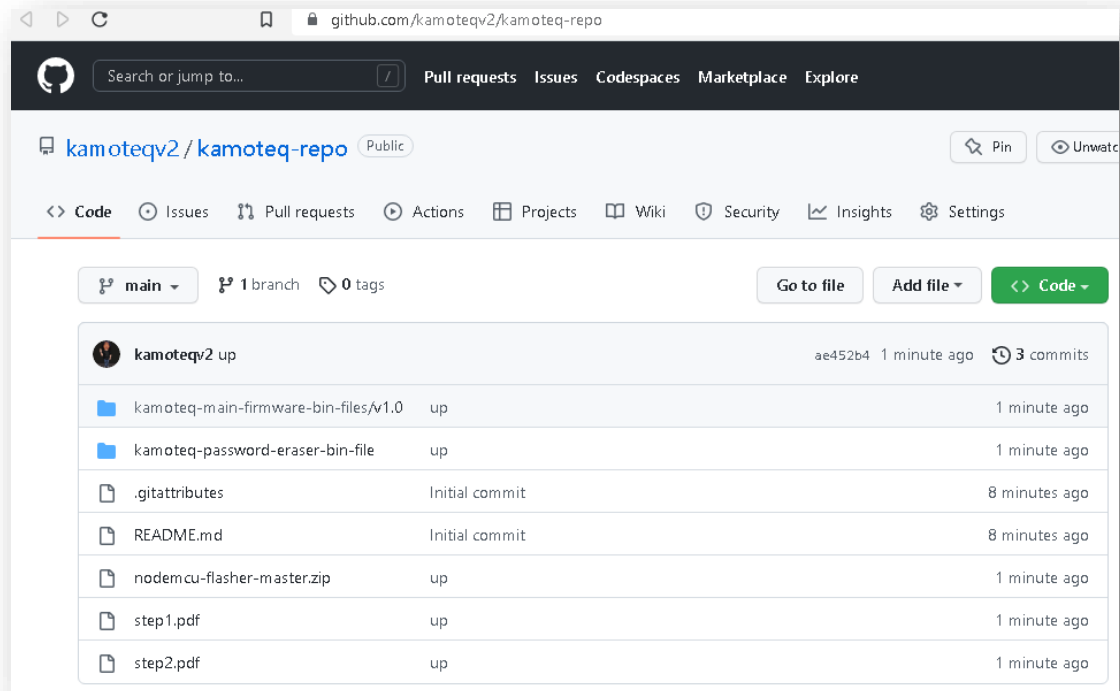 github.com/kamoteqv2/kamoteq-repo
Search or jump to... / Pull requests Issues Codespaces Marketplace Explore
kamoteqv2 / kamoteq-repo Public Pin Unwatc
<> Code Issues Pull requests Actions Projects Wiki Security Insights Settings
main 1 branch 0 tags Go to file Add file <> Code
kamoteqv2 up ae452b4 1 minute ago 3 commits
kamoteq-main-firmware-bin-files/v1.0 up 1 minute ago
kamoteq-password-eraser-bin-file up 1 minute ago
.gitattributes Initial commit 8 minutes ago
README.md Initial commit 8 minutes ago
nodemcu-flasher-master.zip up 1 minute ago
step1.pdf up 1 minute ago
step2.pdf up 1 minute ago